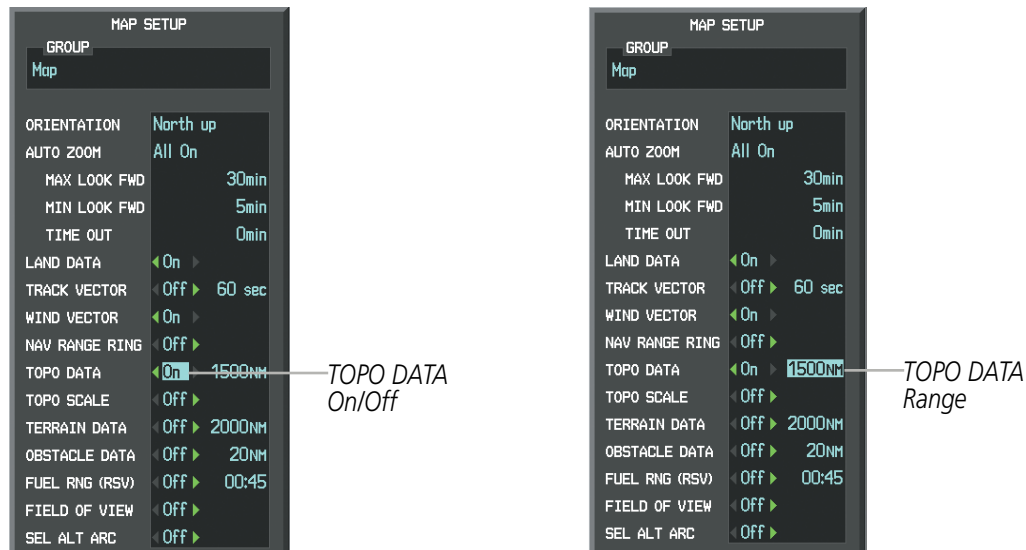 MAP SETUP
GROUP
Map
ORIENTATION North up
AUTO ZOOM All On
MAX LOOK FWD 30min
MIN LOOK FWD 5min
TIME OUT 0min
LAND DATA On
TRACK VECTOR Off 60 sec
WIND VECTOR On
NAV RANGE RING Off
TOPO DATA On 1500NM
TOPO SCALE Off
TERRAIN DATA Off 2000NM
OBSTACLE DATA Off 20NM
FUEL RNG (RSV) Off 00:45
FIELD OF VIEW Off
SEL ALT ARC Off
TOPO DATA
On/Off
MAP SETUP
GROUP
Map
ORIENTATION North up
AUTO ZOOM All On
MAX LOOK FWD 30min
MIN LOOK FWD 5min
TIME OUT 0min
LAND DATA On
TRACK VECTOR Off 60 sec
WIND VECTOR On
NAV RANGE RING Off
TOPO DATA On 1500NM
TOPO SCALE Off
TERRAIN DATA Off 2000NM
OBSTACLE DATA Off 20NM
FUEL RNG (RSV) Off 00:45
FIELD OF VIEW Off
SEL ALT ARC Off
TOPO DATA
Range